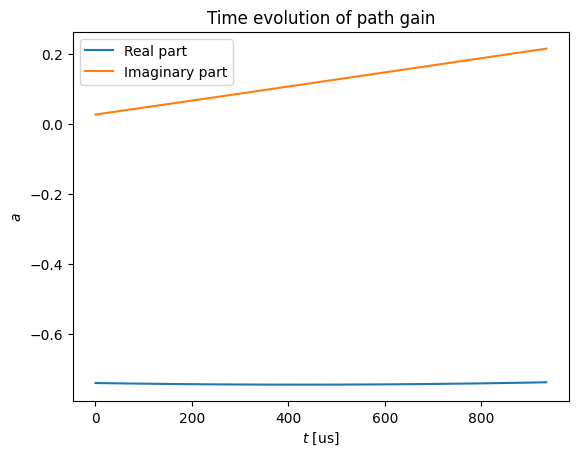 Time evolution of path gain
Real part
Imaginary part
0.2
0.0
−0.2
−0.4
−0.6
a
0 200 400 600 800
t [us]